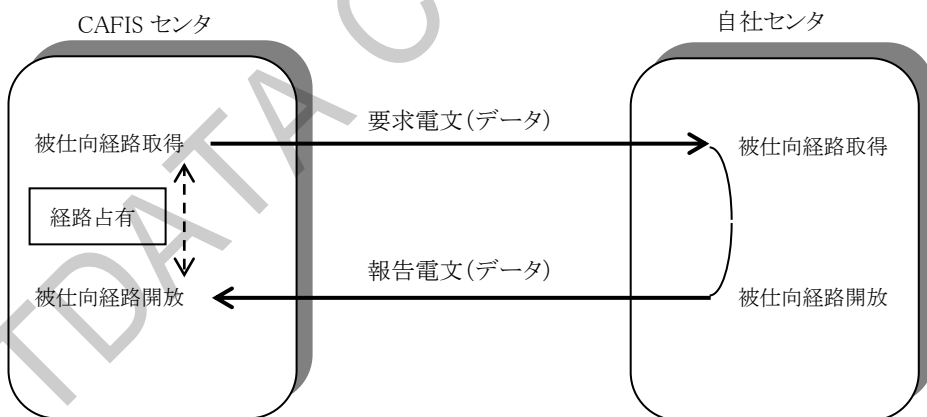 CAFIS センタ
自社センタ
要求電文(データ)
被仕向経路取得
被仕向経路取得
経路占有
報告電文(データ)
被仕向経路開放
被仕向経路開放
TDATA C